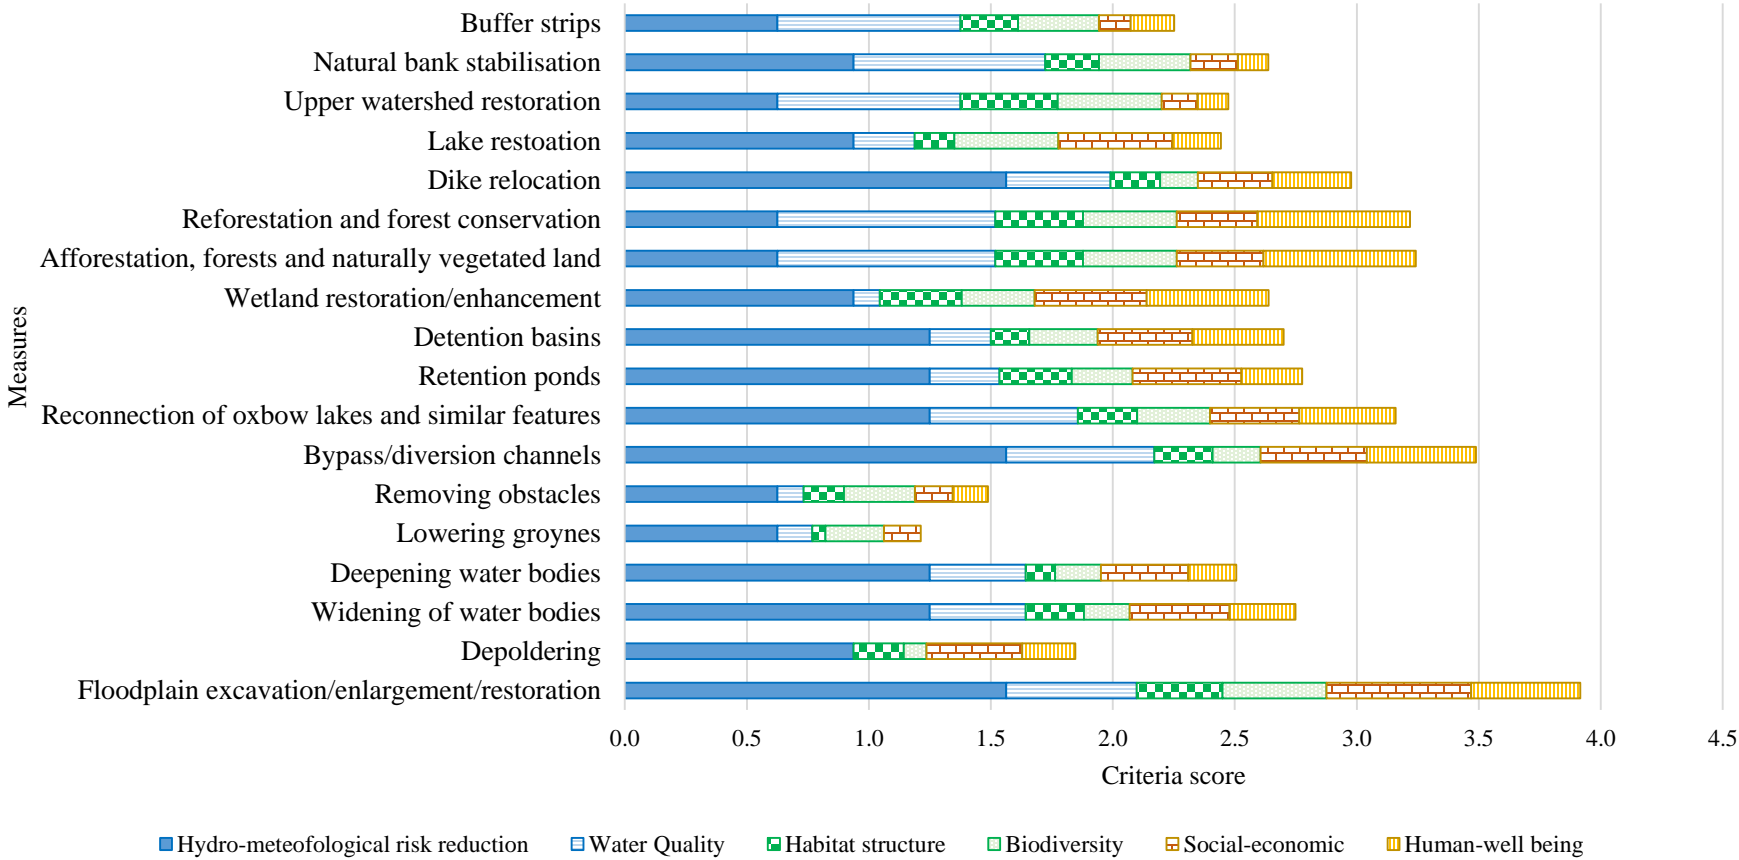 Buffer strips
Natural bank stabilisation
Upper watershed restoration
Lake restoation
Dike relocation
Reforestation and forest conservation
Afforestation, forests and naturally vegetated land
Wetland restoration/enhancement
Detention basins
Retention ponds
Reconnection of oxbow lakes and similar features
Bypass/diversion channels
Removing obstacles
Lowering groynes
Deepening water bodies
Widening of water bodies
Depoldering
Floodplain excavation/enlargement/restoration
Measures
0.0 0.5 1.0 1.5 2.0 2.5 3.0 3.5 4.0 4.5
Criteria score
Hydro-meteofological risk reduction Water Quality Habitat structure Biodiversity Social-economic Human-well being